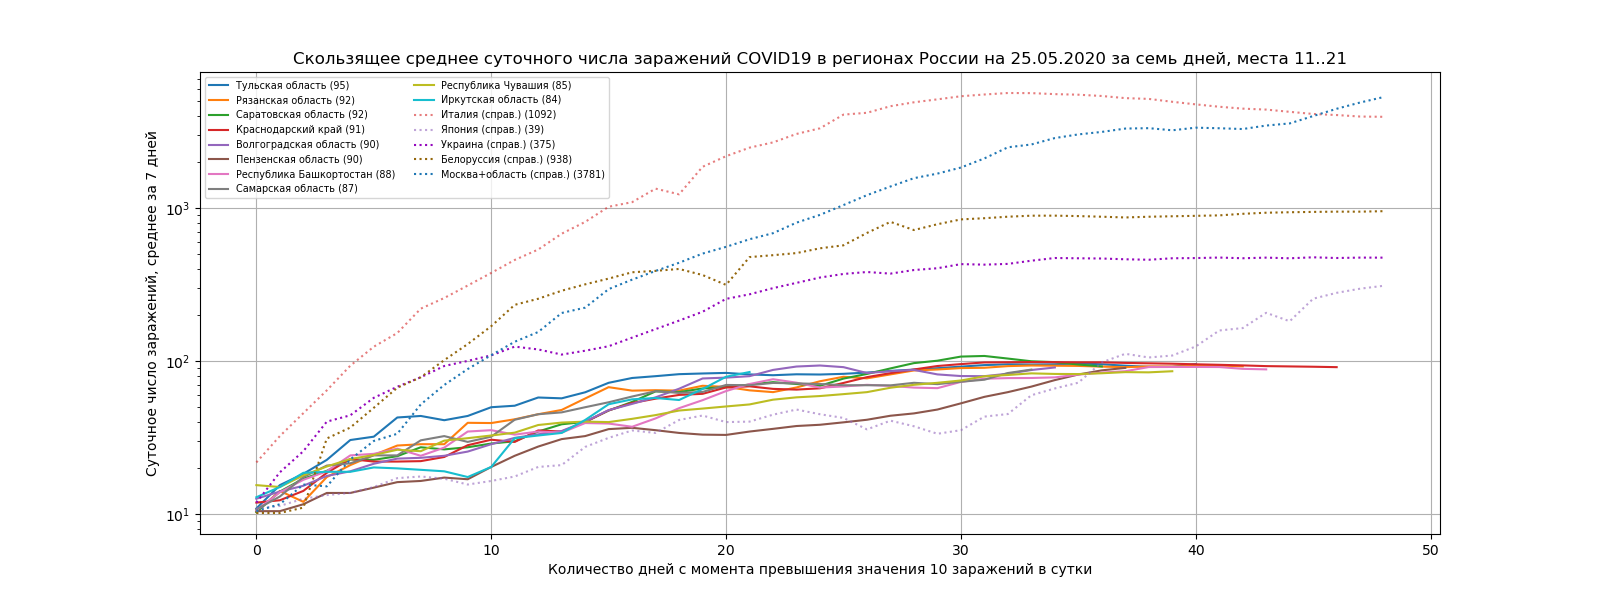 Скользящее среднее суточного числа заражений COVID19 в регионах России на 25.05.2020 за семь дней, места 11..21
Суточное число заражений, среднее за 7 дней
10³
10²
10¹
Тульская область (95)
Рязанская область (92)
Саратовская область (92)
Краснодарский край (91)
Волгоградская область (90)
Пензенская область (90)
Республика Башкортостан (88)
Самарская область (87)
Республика Чувашия (85)
Иркутская область (84)
Италия (справ.) (1092)
Япония (справ.) (39)
Украина (справ.) (375)
Белоруссия (справ.) (938)
Москва+область (справ.) (3781)
0 10 20 30 40 50
Количество дней с момента превышения значения 10 заражений в сутки